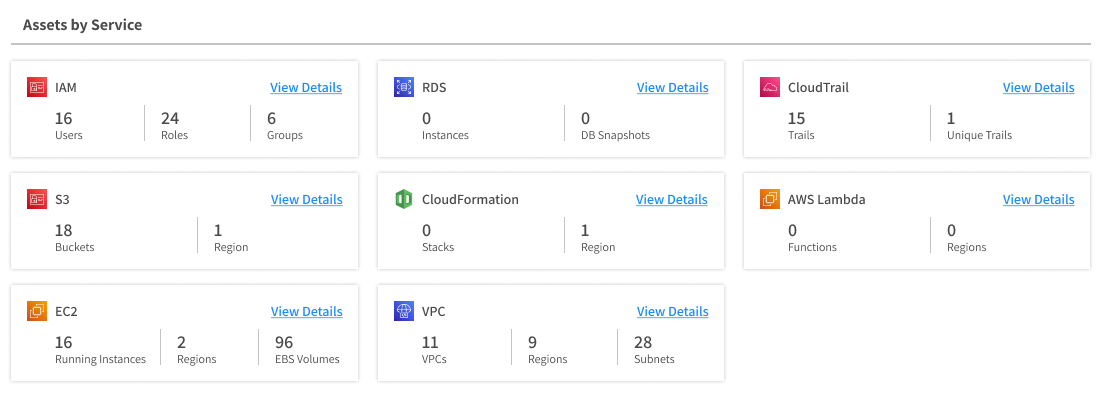 Assets by Service
IAM View Details
16 24 6
Users Roles Groups
RDS View Details
0 0
Instances DB Snapshots
CloudTrail View Details
15 1
Trails Unique Trails
S3 View Details
18 1
Buckets Region
CloudFormation View Details
0 1
Stacks Region
AWS Lambda View Details
0 0
Functions Regions
EC2 View Details
16 2 96
Running Instances Regions EBS Volumes
VPC View Details
11 9 28
VPCs Regions Subnets